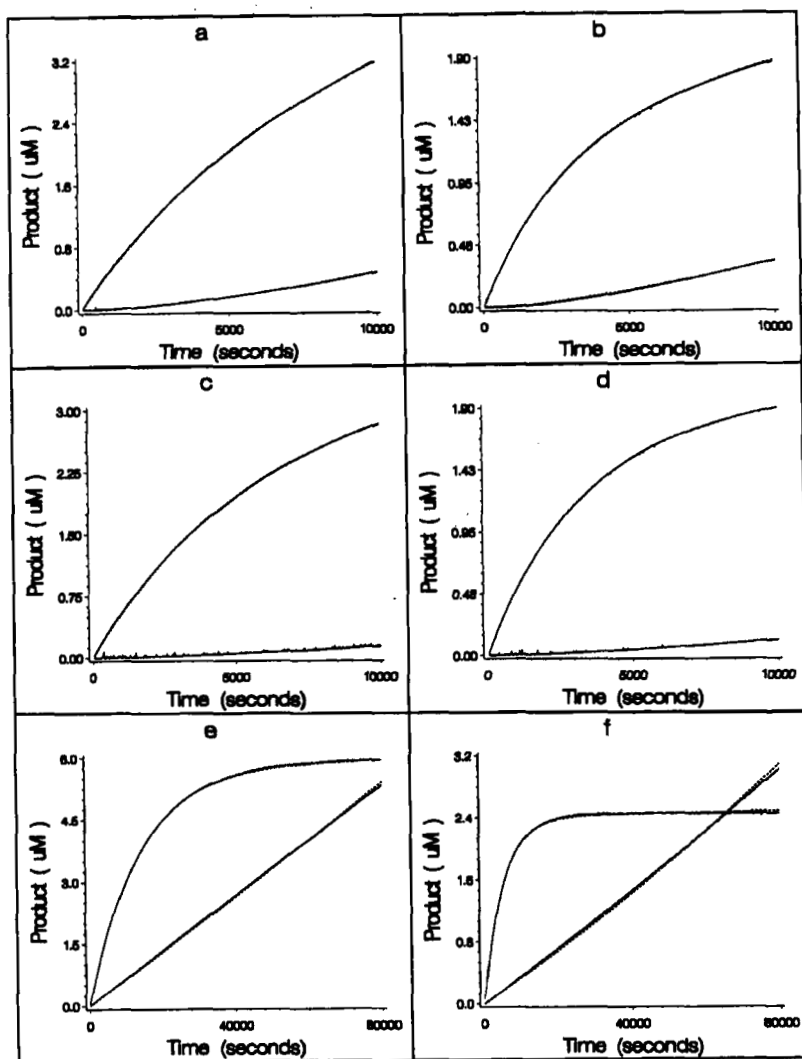 a
3.2
2.4
1.6
0.8
0.0
Product ( uM )
0
5000
10000
Time (seconds)
b
1.90
1.43
0.95
0.48
0.00
Product ( uM )
0
5000
10000
Time (seconds)
c
3.00
2.25
1.50
0.75
0.00
Product ( uM )
0
5000
10000
Time (seconds)
d
1.90
1.43
0.95
0.48
0.00
Product ( uM )
0
5000
10000
Time (seconds)
e
6.0
4.5
3.0
1.5
0.0
Product ( uM )
0
40000
80000
Time (seconds)
f
3.2
2.4
1.6
0.8
0.0
Product ( uM )
0
40000
80000
Time (seconds)